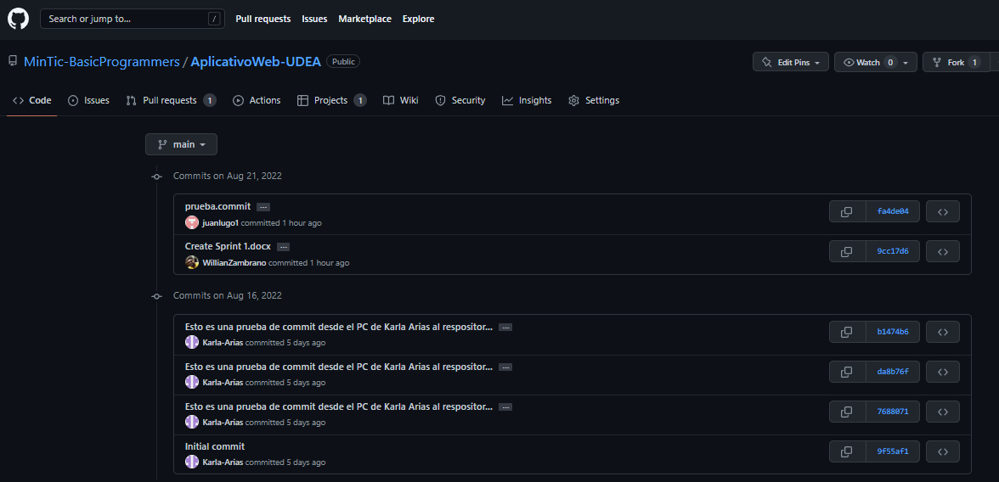 Search or jump to... /
Pull requests Issues Marketplace Explore
MinTic-BasicProgrammers / AplicativoWeb-UDEA Public
Edit Pins Watch 0 Fork 1
Code Issues Pull requests 1 Actions Projects 1 Wiki Security Insights Settings
main
Commits on Aug 21, 2022
prueba.commit ...
juanlugo1 committed 1 hour ago
fa4de04
Create Sprint 1.docx ...
WillianZambrano committed 1 hour ago
9cc17d6
Commits on Aug 16, 2022
Esto es una prueba de commit desde el PC de Karla Arias al respositor... ...
Karla-Arias committed 5 days ago
b1474b6
Esto es una prueba de commit desde el PC de Karla Arias al respositor... ...
Karla-Arias committed 5 days ago
da8b76f
Esto es una prueba de commit desde el PC de Karla Arias al respositor... ...
Karla-Arias committed 5 days ago
7688071
Initial commit
Karla-Arias committed 5 days ago
9f55af1